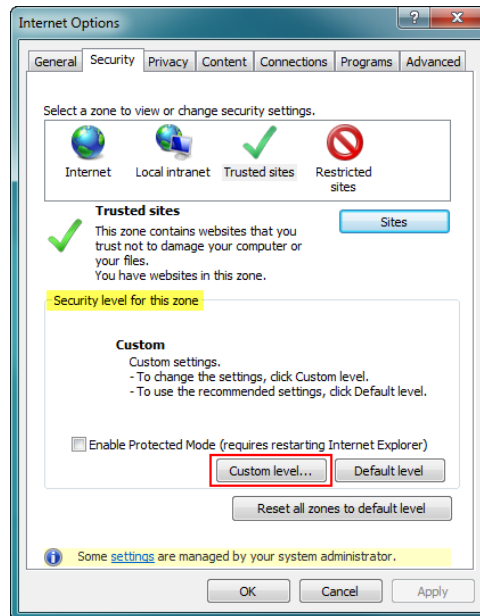 Internet Options
General Security Privacy Content Connections Programs Advanced
Select a zone to view or change security settings.
Internet Local intranet Trusted sites Restricted
sites
Trusted sites
Sites
This zone contains websites that you
trust not to damage your computer or
your files.
You have websites in this zone.
Security level for this zone
Custom
Custom settings.
- To change the settings, click Custom level.
- To use the recommended settings, click Default level.
Enable Protected Mode (requires restarting Internet Explorer)
Custom level... Default level
Reset all zones to default level
Some settings are managed by your system administrator.
OK Cancel Apply